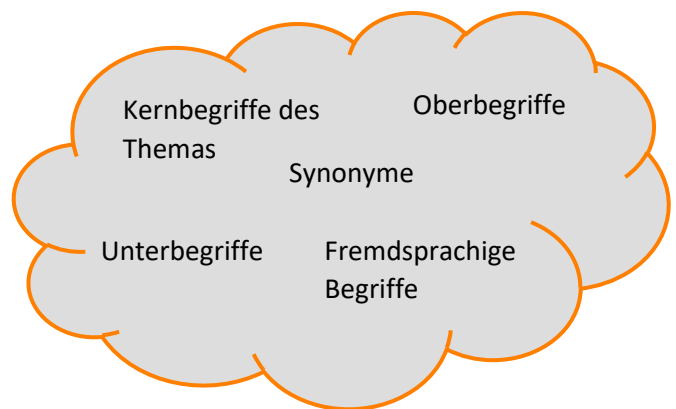 Kernbegriffe des
Themas
Oberbegriffe
Synonyme
Unterbegriffe
Fremdsprachige
Begriffe